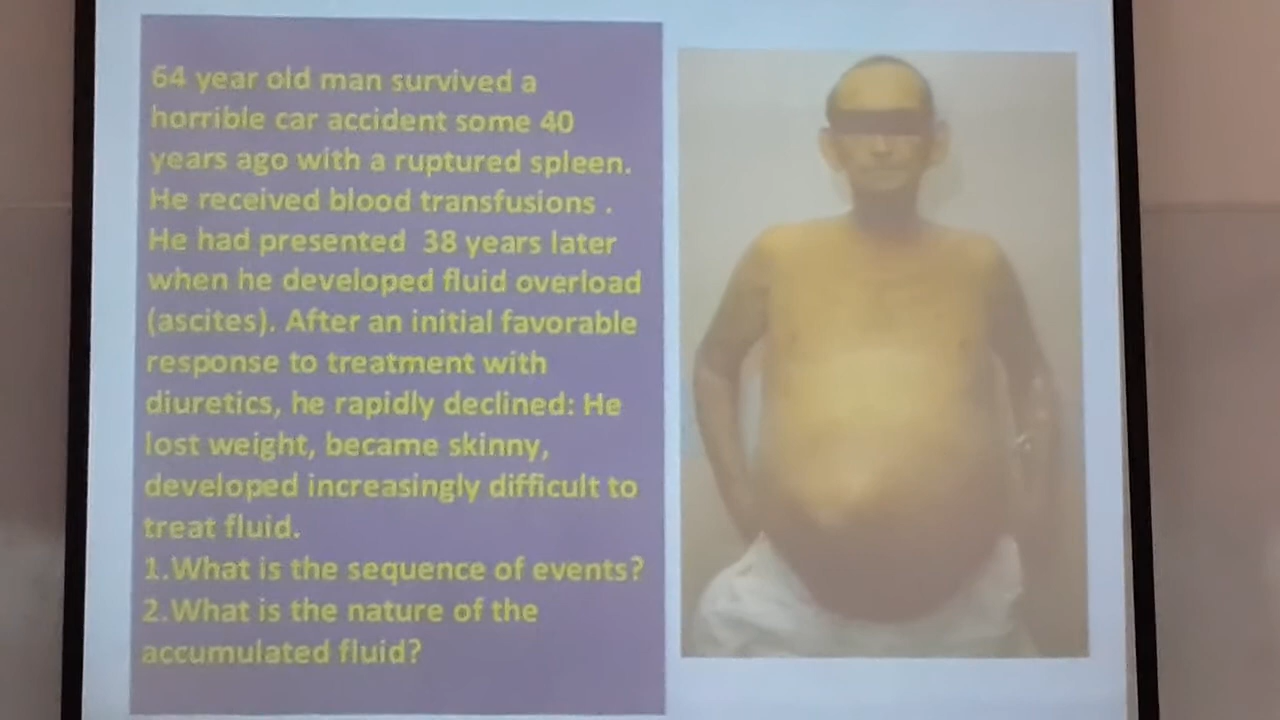 64 year old man survived a
horrible car accident some 40
years ago with a ruptured spleen.
He received blood transfusions .
He had presented 38 years later
when he developed fluid overload
(ascites). After an initial favorable
response to treatment with
diuretics, he rapidly declined: He
lost weight, became skinny,
developed increasingly difficult to
treat fluid.
1.What is the sequence of events?
2.What is the nature of the
accumulated fluid?